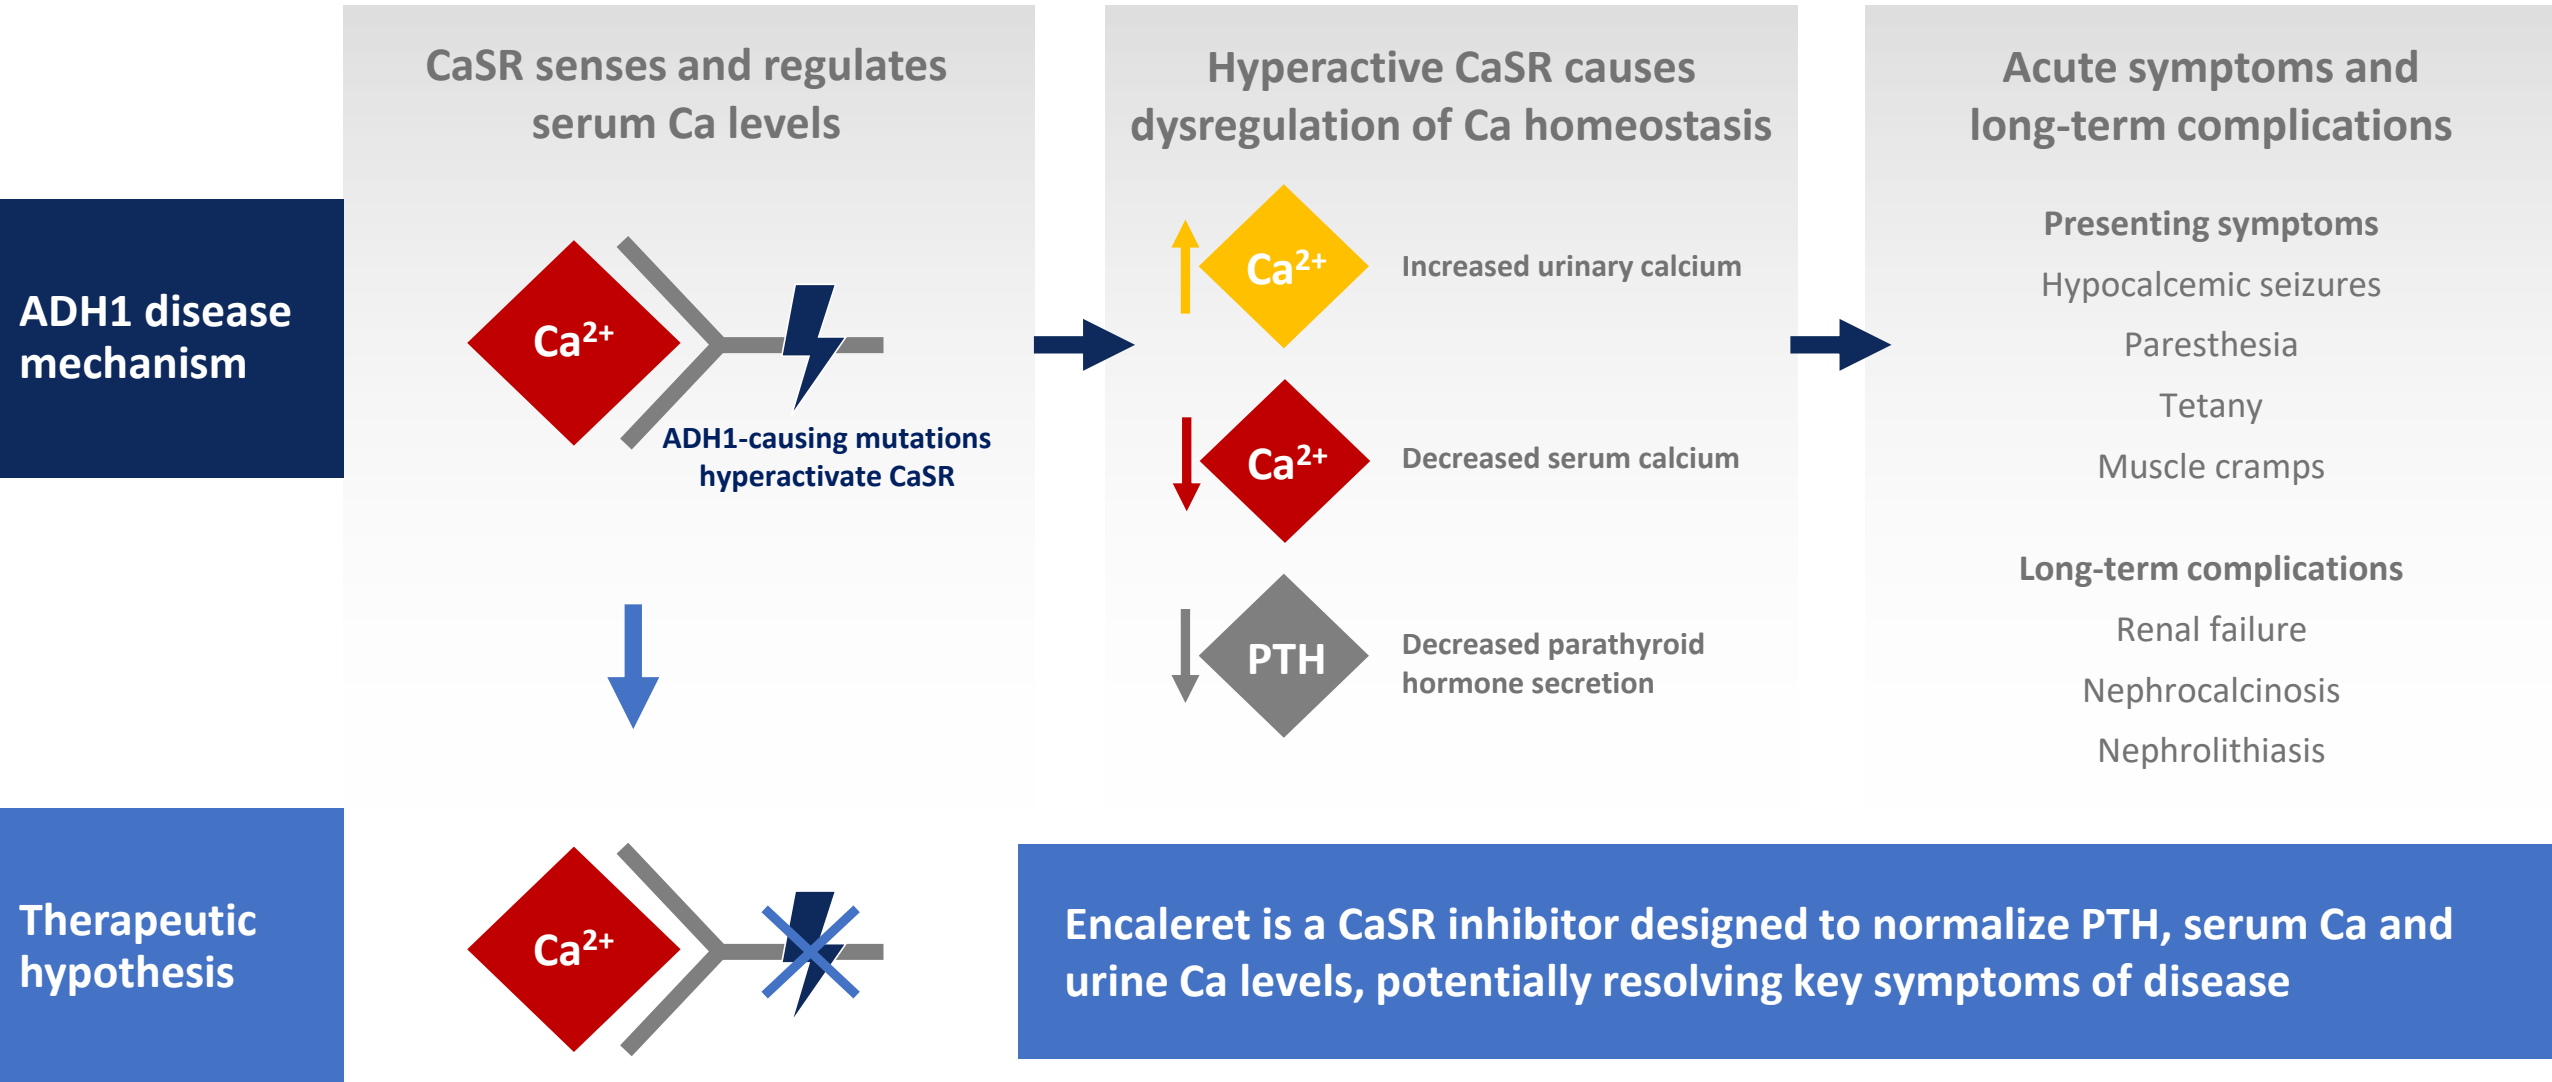 CaSR senses and regulates
serum Ca levels
Hyperactive CaSR causes
dysregulation of Ca homeostasis
Acute symptoms and
long-term complications
ADH1 disease
mechanism
Ca²⁺
ADH1-causing mutations
hyperactivate CaSR
Ca²⁺
Increased urinary calcium
Ca²⁺
Decreased serum calcium
PTH
Decreased parathyroid
hormone secretion
Presenting symptoms
Hypocalcemic seizures
Paresthesia
Tetany
Muscle cramps
Long-term complications
Renal failure
Nephrocalcinosis
Nephrolithiasis
Therapeutic
hypothesis
Ca²⁺
Encaleret is a CaSR inhibitor designed to normalize PTH, serum Ca and
urine Ca levels, potentially resolving key symptoms of disease